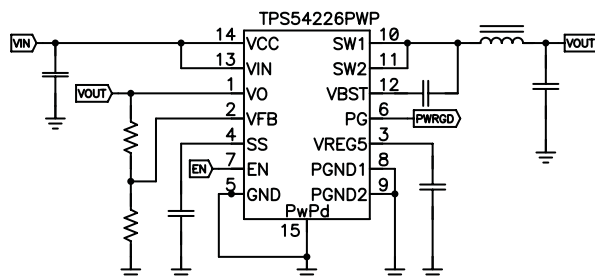 TPS54226PWP
VIN
14 VCC
13 VIN
VOUT
1 VO
2 VFB
4 SS
EN
7 EN
5 GND
SW1 10
SW2 11
VBST 12
PG 6
PWRGD
VREG5 3
PGND1 8
PGND2 9
PwPd
15
VOUT